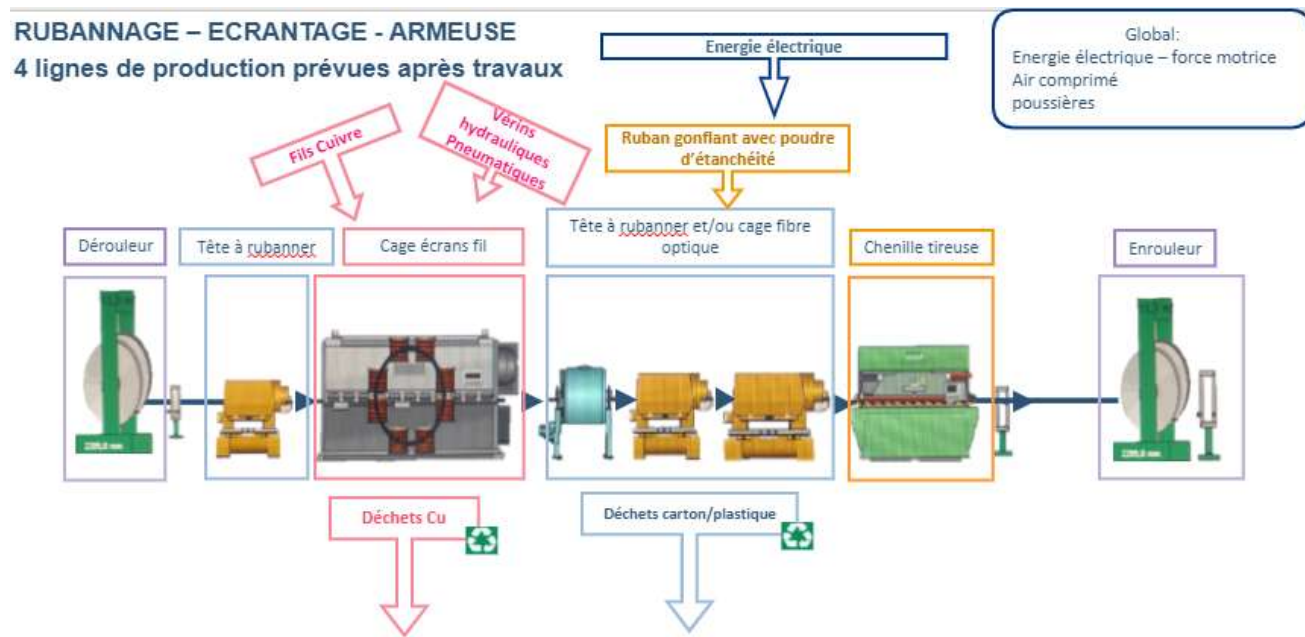 RUBANNAGE – ECRANTAGE - ARMEUSE
4 lignes de production prévues après travaux
Energie électrique
Global:
Energie électrique – force motrice
Air comprimé
poussières
Fils Cuivre
Vérins
hydrauliques
Pneumatiques
Ruban gonflant avec poudre
d'étanchéité
Dérouleur
Tête à rubanner
Cage écrans fil
Tête à rubanner et/ou cage fibre
optique
Chenille tireuse
Enrouleur
Déchets Cu
Déchets carton/plastique